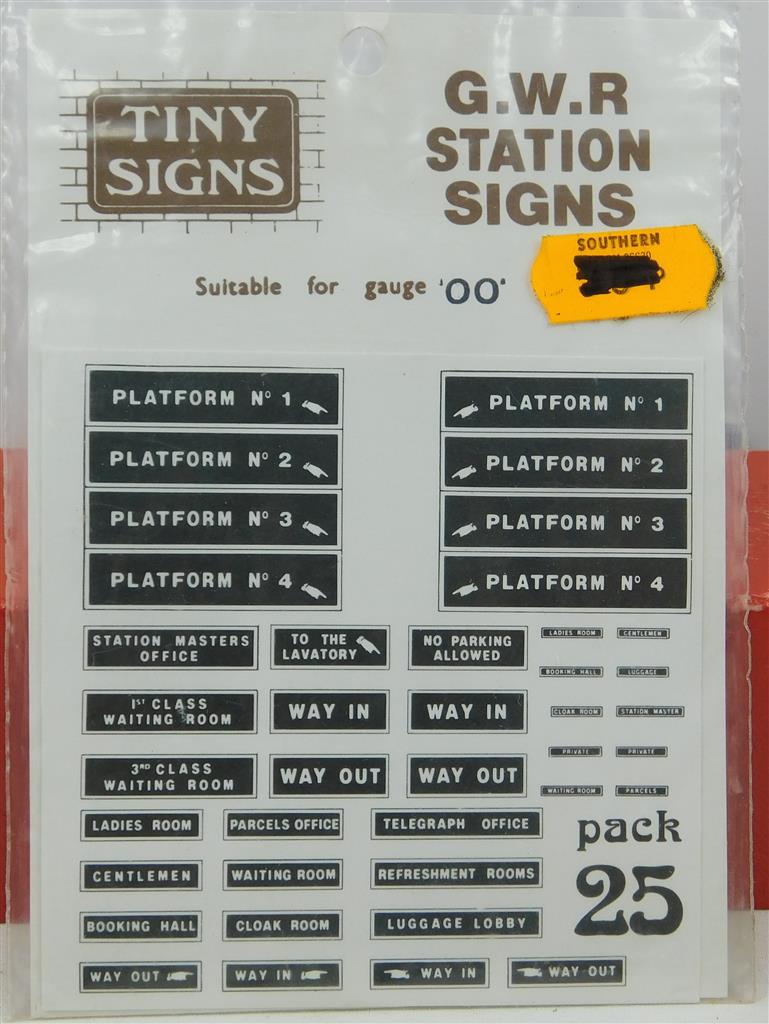 TINY
SIGNS
G.W.R
STATION
SIGNS
SOUTHERN
Suitable for gauge 'OO'
PLATFORM Nº 1
PLATFORM Nº 1
PLATFORM Nº 2
PLATFORM Nº 2
PLATFORM Nº 3
PLATFORM Nº 3
PLATFORM Nº 4
PLATFORM Nº 4
STATION MASTERS
OFFICE
TO THE
LAVATORY
NO PARKING
ALLOWED
LADIES ROOM
GENTLEMEN
BOOKING HALL
LUGGAGE
1ST CLASS
WAITING ROOM
WAY IN
WAY IN
CLOAK ROOM
STATION MASTER
3RD CLASS
WAITING ROOM
WAY OUT
WAY OUT
PRIVATE
PRIVATE
WAITING ROOM
PARCELS
LADIES ROOM
PARCELS OFFICE
TELEGRAPH OFFICE
pack
25
CENTLEMEN
WAITING ROOM
REFRESHMENT ROOMS
BOOKING HALL
CLOAK ROOM
LUGGAGE LOBBY
WAY OUT
WAY IN
WAY IN
WAY OUT